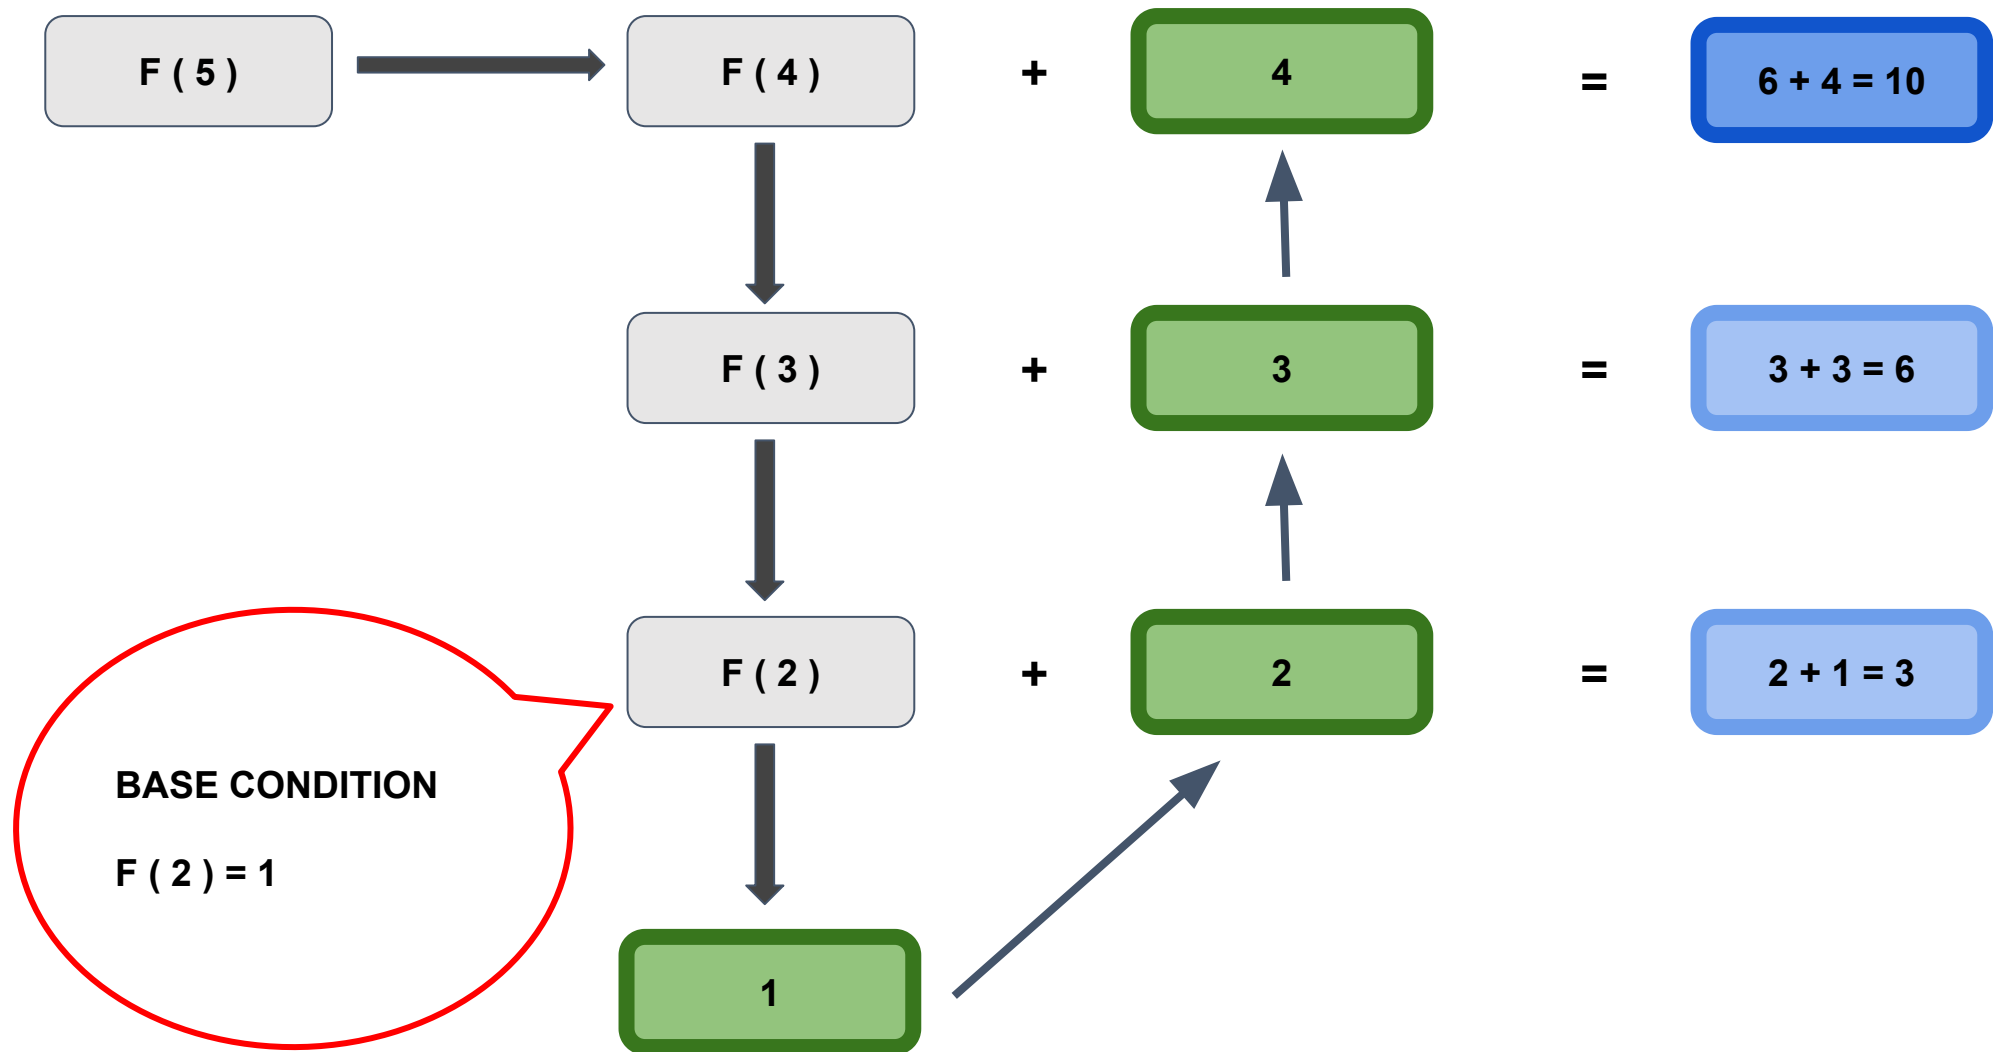 F ( 5 ) F ( 4 ) + 4 = 6 + 4 = 10
F ( 3 ) + 3 = 3 + 3 = 6
F ( 2 ) + 2 = 2 + 1 = 3
BASE CONDITION
F ( 2 ) = 1
1